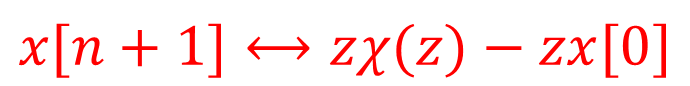 x[n + 1] ↔ zχ(z) − zx[0]